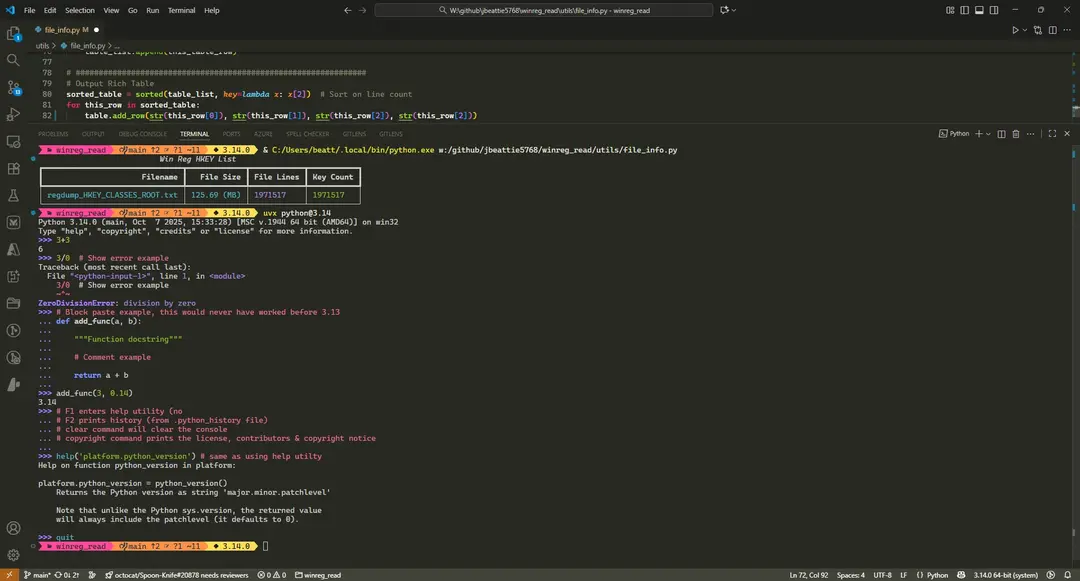 File Edit Selection View Go Run Terminal Help
W:\github\jbeattie5768\winreg_read\utils\file_info.py - winreg_read
file_info.py M
utils > file_info.py > ...
77
78 # ################################################################
79 # Output Rich Table
80 sorted_table = sorted(table_list, key=lambda x: x[2]) # Sort on line count
81 for this_row in sorted_table:
82 table.add_row(str(this_row[0]), str(this_row[1]), str(this_row[2]), str(this_row[2]))
PROBLEMS OUTPUT DEBUG CONSOLE TERMINAL PORTS AZURE SPELL CHECKER GITLENS GITLENS
Python
winreg_read main ↑2 ?1 ~11 3.14.0 & C:/Users/beatt/.local/bin/python.exe w:/github/jbeattie5768/winreg_read/utils/file_info.py
Win Reg HKEY List
Filename File Size File Lines Key Count
regdump_HKEY_CLASSES_ROOT.txt 125.69 (MB) 1971517 1971517
winreg_read main ↑2 ?1 ~11 3.14.0 uvx python@3.14
Python 3.14.0 (main, Oct 7 2025, 15:33:28) [MSC v.1944 64 bit (AMD64)] on win32
Type "help", "copyright", "credits" or "license" for more information.
>>> 3+3
6
>>> 3/0 # Show error example
Traceback (most recent call last):
File "<python-input-1>", line 1, in <module>
3/0 # Show error example
~^~
ZeroDivisionError: division by zero
>>> # Block paste example, this would never have worked before 3.13
... def add_func(a, b):
...
... """Function docstring"""
...
... # Comment example
...
... return a + b
...
>>> add_func(3, 0.14)
3.14
>>> # F1 enters help utility (no
... # F2 prints history (from .python_history file)
... # clear command will clear the console
... # copyright command prints the license, contributors & copyright notice
...
>>> help('platform.python_version') # same as using help utilty
Help on function python_version in platform:
platform.python_version = python_version()
Returns the Python version as string 'major.minor.patchlevel'
Note that unlike the Python sys.version, the returned value
will always include the patchlevel (it defaults to 0).
>>> quit
winreg_read main ↑2 ?1 ~11 3.14.0
main* 0↓ 2↑ octocat/Spoon-Knife#20878 needs reviewers 0 0 winreg_read Ln 72, Col 92 Spaces: 4 UTF-8 LF Python 3.14.0 64-bit (system)